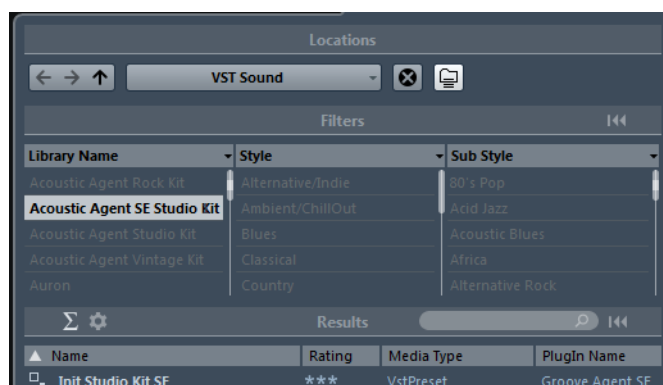 Locations
VST Sound
Filters
Library Name Style Sub Style
Acoustic Agent Rock Kit Alternative/Indie 80's Pop
Acoustic Agent SE Studio Kit Ambient/ChillOut Acid Jazz
Acoustic Agent Studio Kit Blues Acoustic Blues
Acoustic Agent Vintage Kit Classical Africa
Auron Country Alternative Rock
Σ Results
Name Rating Media Type PlugIn Name
Init Studio Kit SE *** VstPreset Groove Agent SE